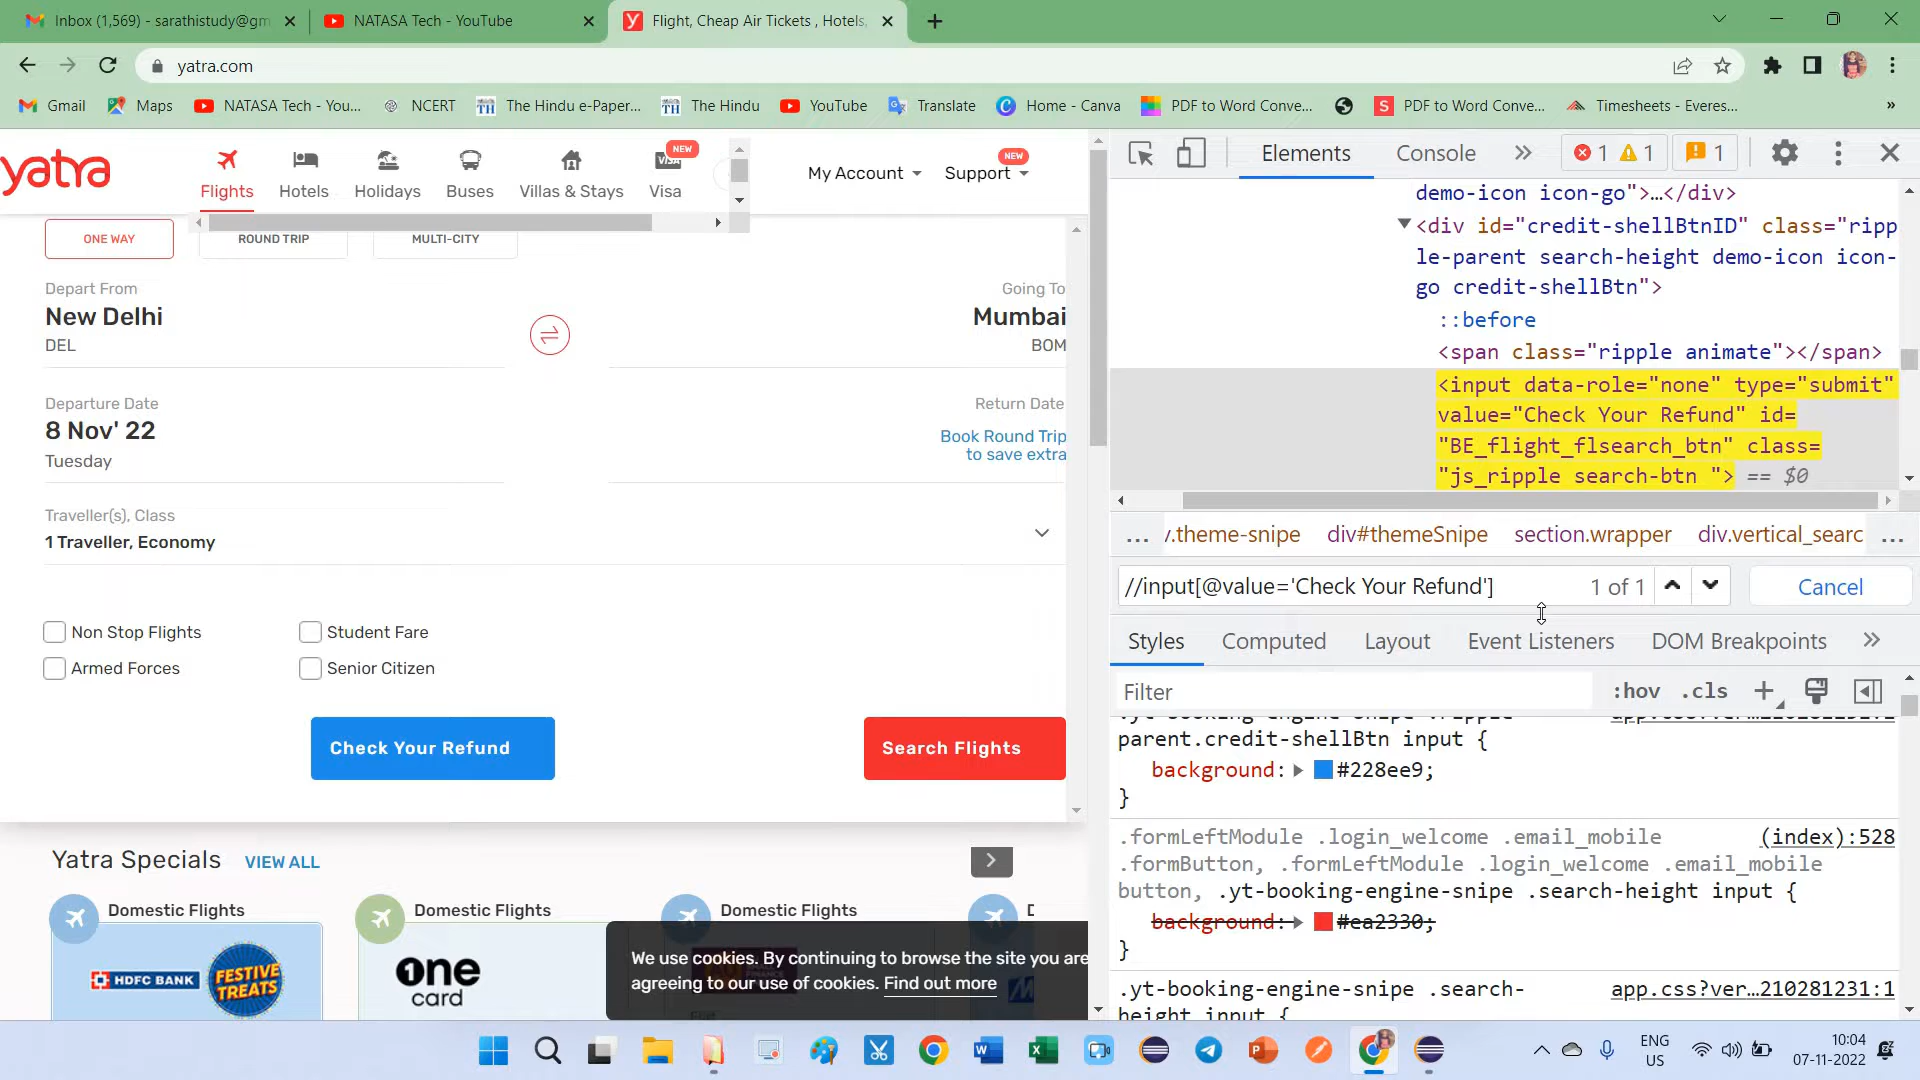 Inbox (1,569) - sarathistudy@gm
NATASA Tech - YouTube
Flight, Cheap Air Tickets , Hotels,
yatra.com
Gmail
Maps
NATASA Tech - You...
NCERT
The Hindu e-Paper...
The Hindu
YouTube
Translate
Home - Canva
PDF to Word Conve...
PDF to Word Conve...
Timesheets - Everes...
»
yatra
Flights
Hotels
Holidays
Buses
Villas & Stays
VISA
NEW
Visa
My Account
NEW
Support
ONE WAY
ROUND TRIP
MULTI-CITY
Depart From
New Delhi
DEL
Going To
Mumbai
BOM
Departure Date
8 Nov' 22
Tuesday
Return Date
Book Round Trip
to save extra
Traveller(s), Class
1 Traveller, Economy
Non Stop Flights
Student Fare
Armed Forces
Senior Citizen
Check Your Refund
Search Flights
Yatra Specials
VIEW ALL
Domestic Flights
Domestic Flights
Domestic Flights
HDFC BANK
FESTIVE
TREATS
one
card
We use cookies. By continuing to browse the site you are
agreeing to our use of cookies. Find out more
Elements
Console
»
1
1
1
demo-icon icon-go">…</div>
<div id="credit-shellBtnID" class="ripp
le-parent search-height demo-icon icon-
go credit-shellBtn">
::before
<span class="ripple animate"></span>
<input data-role="none" type="submit"
value="Check Your Refund" id=
"BE_flight_flsearch_btn" class=
"js_ripple search-btn "> == $0
...
.theme-snipe
div#themeSnipe
section.wrapper
div.vertical_searc
...
//input[@value='Check Your Refund']
1 of 1
Cancel
Styles
Computed
Layout
Event Listeners
DOM Breakpoints
»
Filter
:hov
.cls
+
.yt-booking-engine-snipe .ripple-
app.css?ver…210281231:1
parent.credit-shellBtn input {
background: #228ee9;
}
.formLeftModule .login_welcome .email_mobile
(index):528
.formButton, .formLeftModule .login_welcome .email_mobile
button, .yt-booking-engine-snipe .search-height input {
background: #ea2330;
}
.yt-booking-engine-snipe .search-
app.css?ver…210281231:1
height input {
ENG
US
10:04
07-11-2022